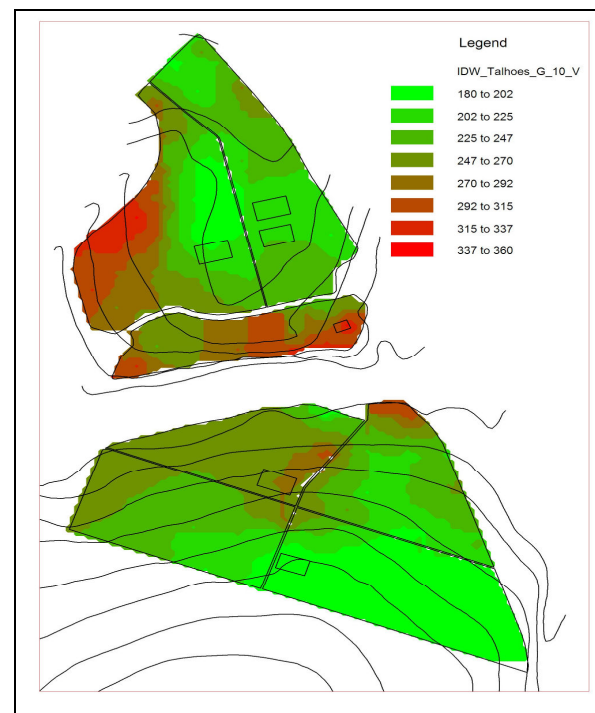 Legend
IDW_Talhoes_G_10_V
180 to 202
202 to 225
225 to 247
247 to 270
270 to 292
292 to 315
315 to 337
337 to 360